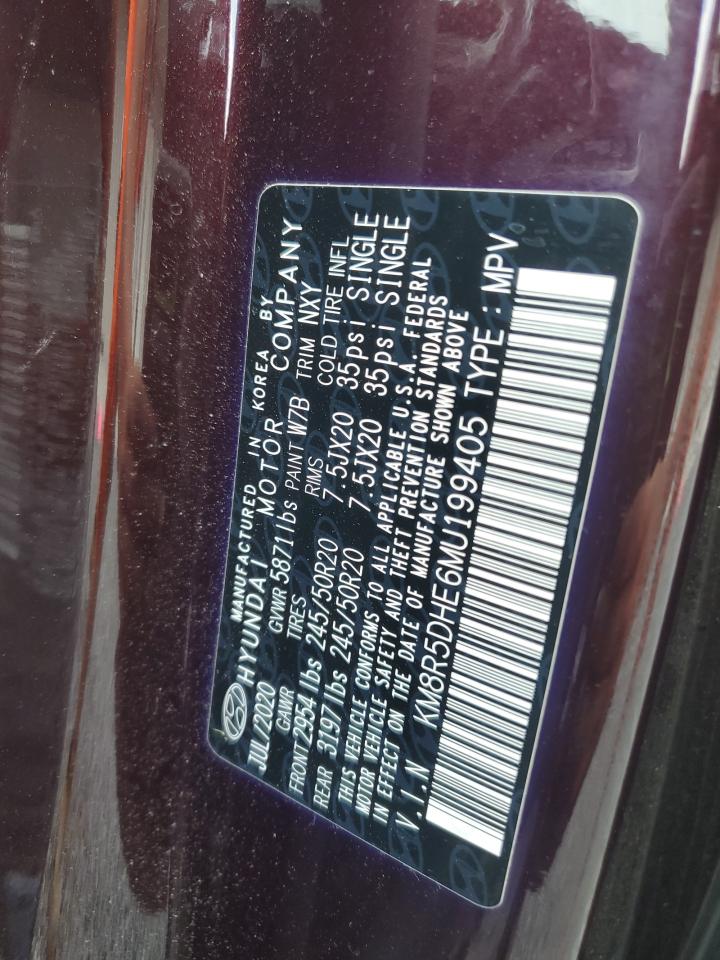 MANUFACTURED IN KOREA BY
HYUNDAI MOTOR COMPANY
JUL/2020 GVWR 5871lbs PAINT W7B TRIM NXY
GAWR TIRES RIMS COLD TIRE INFL
FRONT 2954 lbs 245/50R20 7.5JX20 35psi SINGLE
REAR 3197 lbs 245/50R20 7.5JX20 35psi SINGLE
THIS VEHICLE CONFORMS TO ALL APPLICABLE U.S.A. FEDERAL
MOTOR VEHICLE SAFETY AND THEFT PREVENTION STANDARDS
IN EFFECT ON THE DATE OF MANUFACTURE SHOWN ABOVE
V.I.N KM8R5DHE6MU199405 TYPE : MPV